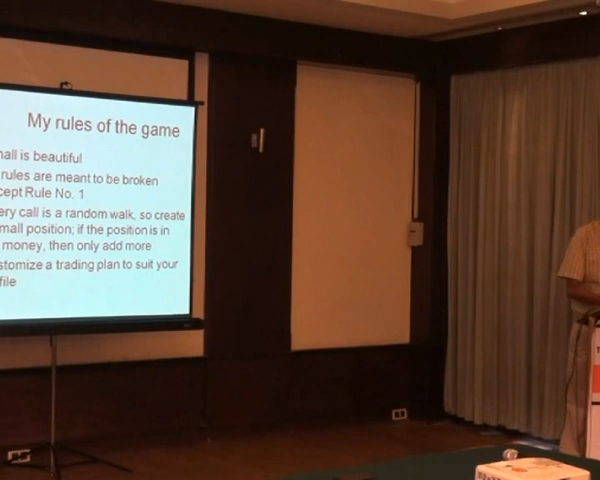 My rules of the game
mall is beautiful
rules are meant to be broken
cept Rule No. 1
ery call is a random walk, so create
mall position; if the position is in
money, then only add more
stomize a trading plan to suit your
file